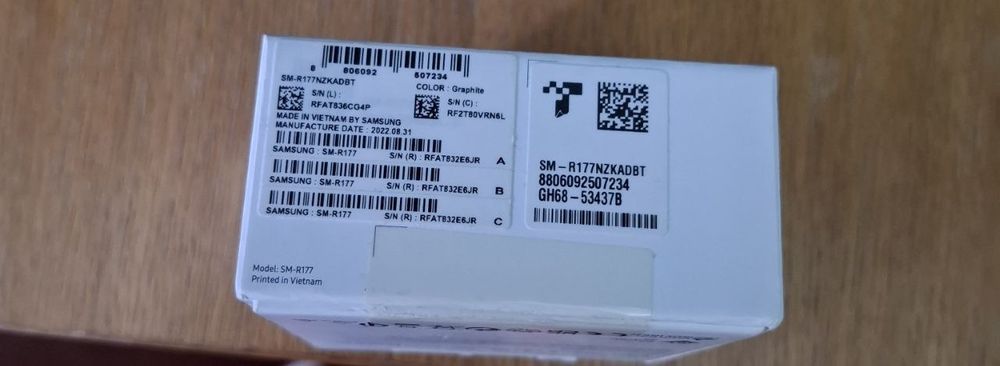 8 806092 507234
SM-R177NZKADBT
COLOR : Graphite
S/N (L) :
RFAT836CG4P
S/N (C) :
RF2T80VRN6L
MADE IN VIETNAM BY SAMSUNG
MANUFACTURE DATE : 2022.08.31
SAMSUNG : SM-R177 S/N (R) : RFAT832E6JR A
SAMSUNG : SM-R177 S/N (R) : RFAT832E6JR B
SAMSUNG : SM-R177 S/N (R) : RFAT832E6JR C
SM-R177NZKADBT
8806092507234
GH68-53437B
Model: SM-R177
Printed in Vietnam